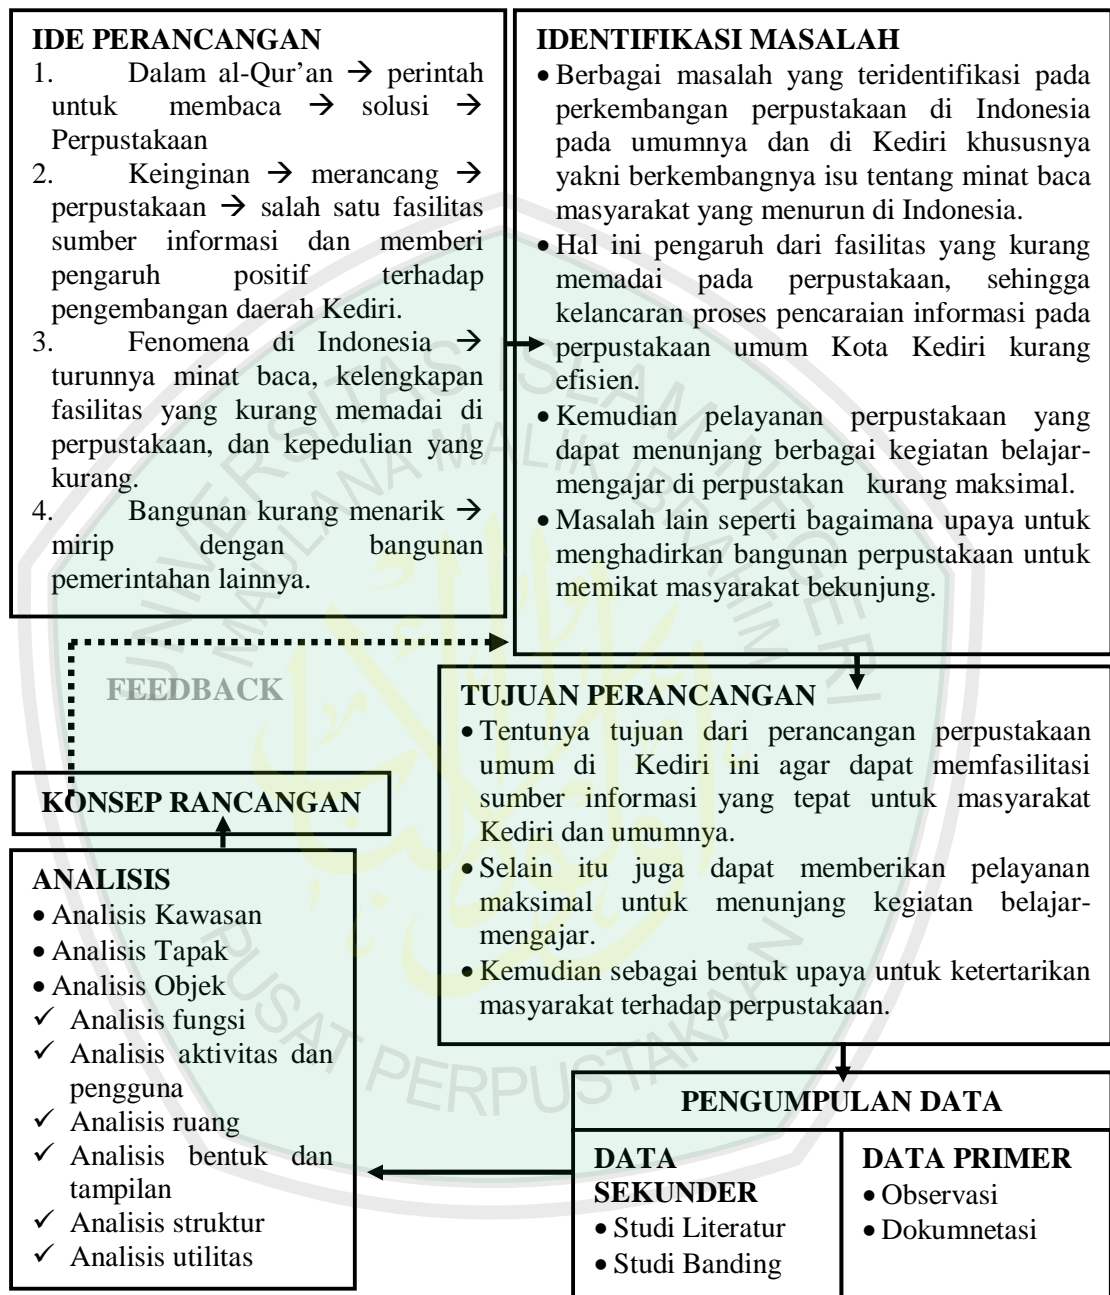 IDE PERANCANGAN
1. Dalam al-Qur’an → perintah
untuk membaca → solusi →
Perpustakaan
2. Keinginan → merancang →
perpustakaan → salah satu fasilitas
sumber informasi dan memberi
pengaruh positif terhadap
pengembangan daerah Kediri.
3. Fenomena di Indonesia →
turunnya minat baca, kelengkapan
fasilitas yang kurang memadai di
perpustakaan, dan kepedulian yang
kurang.
4. Bangunan kurang menarik →
mirip dengan bangunan
pemerintahan lainnya.
IDENTIFIKASI MASALAH
• Berbagai masalah yang teridentifikasi pada
perkembangan perpustakaan di Indonesia
pada umumnya dan di Kediri khususnya
yakni berkembangnya isu tentang minat baca
masyarakat yang menurun di Indonesia.
• Hal ini pengaruh dari fasilitas yang kurang
memadai pada perpustakaan, sehingga
kelancaran proses pencaraian informasi pada
perpustakaan umum Kota Kediri kurang
efisien.
• Kemudian pelayanan perpustakaan yang
dapat menunjang berbagai kegiatan belajar-
mengajar di perpustakan kurang maksimal.
• Masalah lain seperti bagaimana upaya untuk
menghadirkan bangunan perpustakaan untuk
memikat masyarakat bekunjung.
FEEDBACK
TUJUAN PERANCANGAN
• Tentunya tujuan dari perancangan perpustakaan
umum di Kediri ini agar dapat memfasilitasi
sumber informasi yang tepat untuk masyarakat
Kediri dan umumnya.
• Selain itu juga dapat memberikan pelayanan
maksimal untuk menunjang kegiatan belajar-
mengajar.
• Kemudian sebagai bentuk upaya untuk ketertarikan
masyarakat terhadap perpustakaan.
KONSEP RANCANGAN
ANALISIS
• Analisis Kawasan
• Analisis Tapak
• Analisis Objek
✓ Analisis fungsi
✓ Analisis aktivitas dan
pengguna
✓ Analisis ruang
✓ Analisis bentuk dan
tampilan
✓ Analisis struktur
✓ Analisis utilitas
PENGUMPULAN DATA
DATA
SEKUNDER
• Studi Literatur
• Studi Banding
DATA PRIMER
• Observasi
• Dokumnetasi
UNIVERSITAS ISLAM NEGERI
MAULANA MALIK IBRAHIM
PUSAT PERPUSTAKAAN